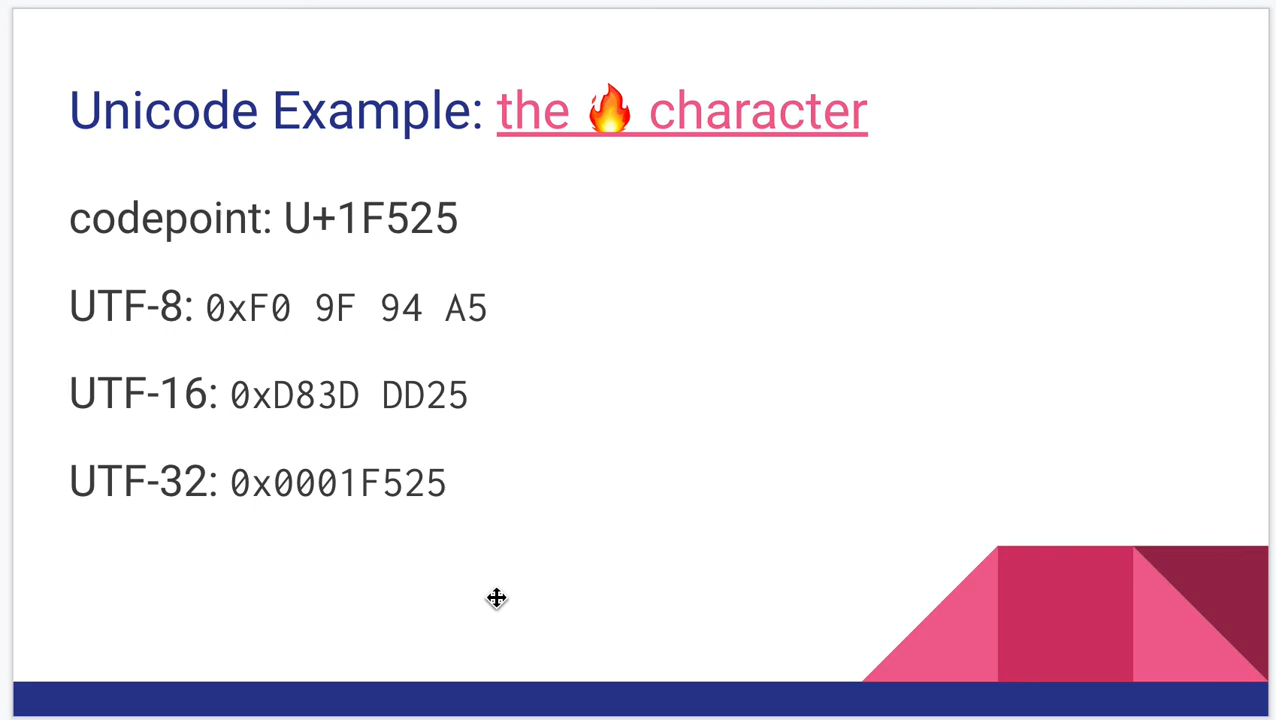 Unicode Example: the 🔥 character
codepoint: U+1F525
UTF-8: 0xF0 9F 94 A5
UTF-16: 0xD83D DD25
UTF-32: 0x0001F525